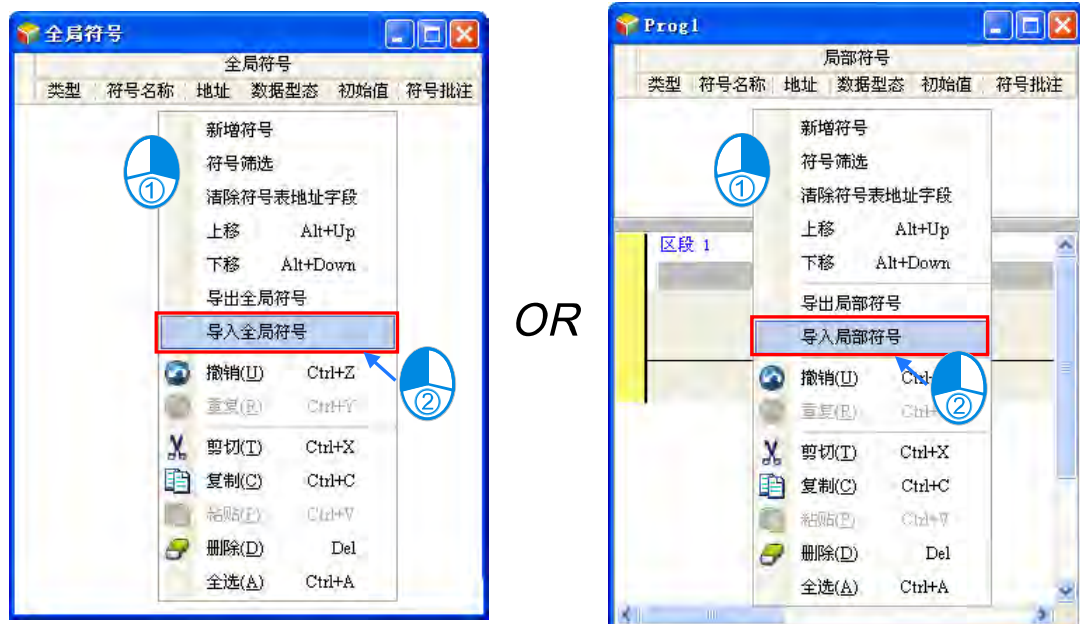 全局符号
全局符号
类型 符号名称 地址 数据型态 初始值 符号批注
新增符号
符号筛选
清除符号表地址字段
上移 Alt+Up
下移 Alt+Down
导出全局符号
导入全局符号
撤销(U) Ctrl+Z
重复(R) Ctrl+Y
剪切(T) Ctrl+X
复制(C) Ctrl+C
粘贴(P) Ctrl+V
删除(D) Del
全选(A) Ctrl+A
①
②
OR
Prog1
局部符号
类型 符号名称 地址 数据型态 初始值 符号批注
区段 1
新增符号
符号筛选
清除符号表地址字段
上移 Alt+Up
下移 Alt+Down
导出局部符号
导入局部符号
撤销(U)
重复(R)
剪切(T) Ctrl+X
复制(C) Ctrl+C
粘贴(P) Ctrl+V
删除(D) Del
全选(A) Ctrl+A
①
②